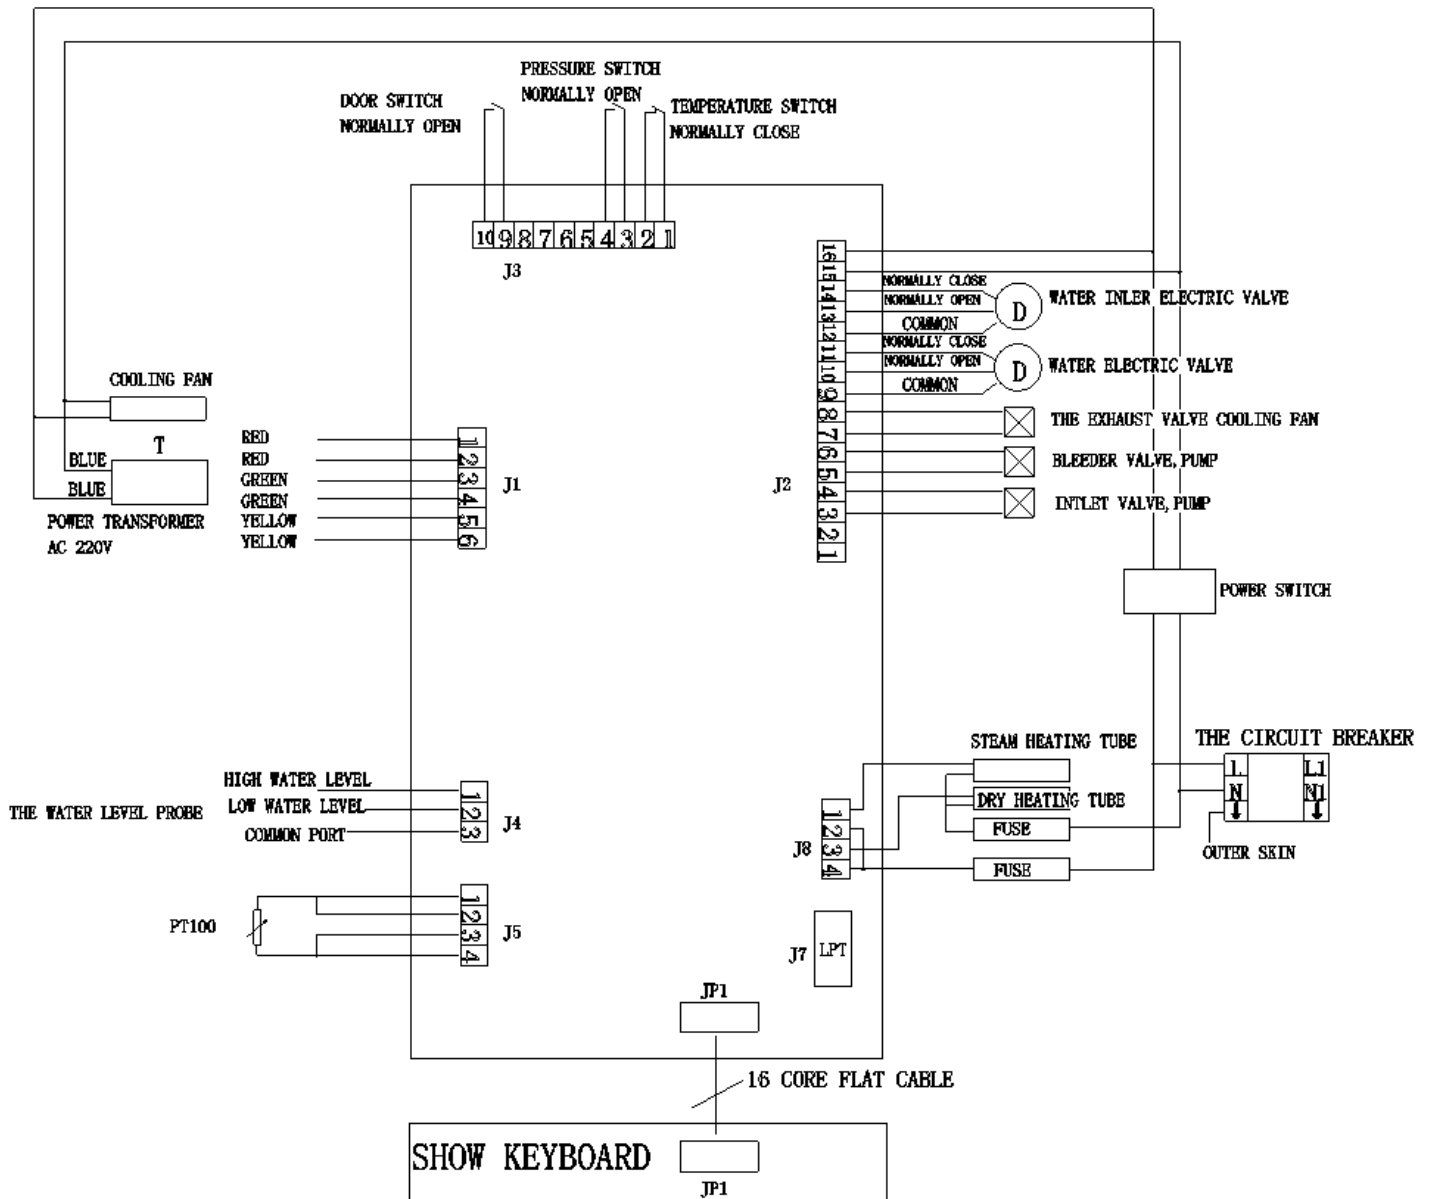 PRESSURE SWITCH
NORMALLY OPEN
DOOR SWITCH
NORMALLY OPEN
TEMPERATURE SWITCH
NORMALLY CLOSE
10 9 8 7 6 5 4 3 2 1
J3
16
15
14
13
12
11
10
9
8
7
6
5
4
3
2
1
J2
NORMALLY CLOSE
NORMALLY OPEN
COMMON
D
WATER INLER ELECTRIC VALVE
NORMALLY CLOSE
NORMALLY OPEN
COMMON
D
WATER ELECTRIC VALVE
THE EXHAUST VALVE COOLING FAN
BLEEDER VALVE,PUMP
INTLET VALVE,PUMP
COOLING FAN
T
BLUE
BLUE
POWER TRANSFORMER
AC 220V
RED
RED
GREEN
GREEN
YELLOW
YELLOW
1
2
3
4
5
6
J1
POWER SWITCH
THE CIRCUIT BREAKER
L L1
N N1
OUTER SKIN
STEAM HEATING TUBE
DRY HEATING TUBE
FUSE
FUSE
1
2
3
4
J8
HIGH WATER LEVEL
LOW WATER LEVEL
COMMON PORT
THE WATER LEVEL PROBE
1
2
3
J4
PT100
1
2
3
4
J5
J7
LPT
JP1
16 CORE FLAT CABLE
SHOW KEYBOARD
JP1